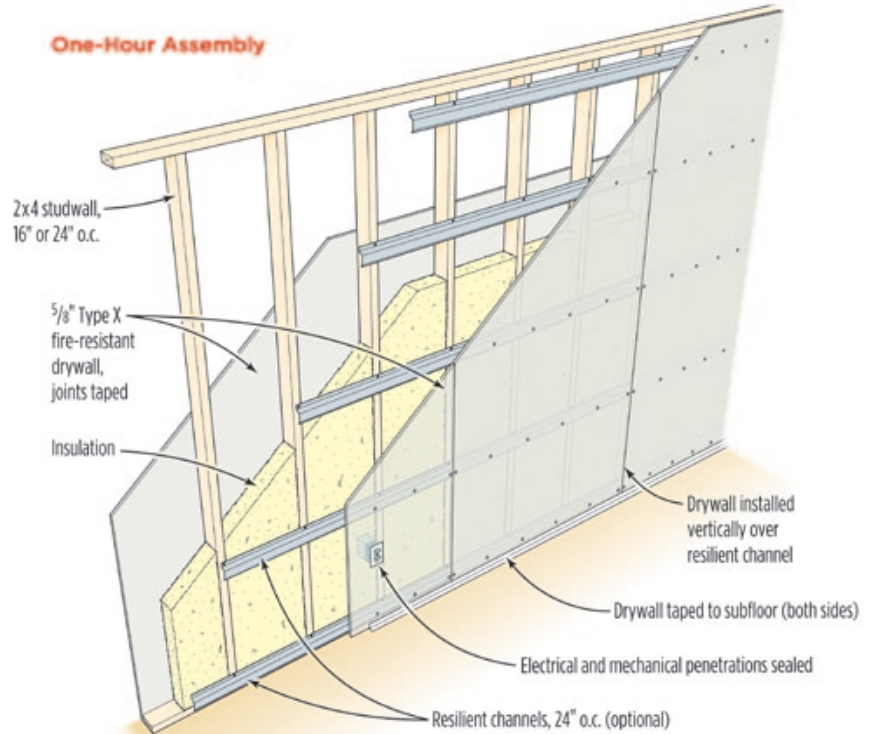 One-Hour Assembly
2x4 studwall,
16" or 24" o.c.
5/8" Type X
fire-resistant
drywall,
joints taped
Insulation
Drywall installed
vertically over
resilient channel
Drywall taped to subfloor (both sides)
Electrical and mechanical penetrations sealed
Resilient channels, 24" o.c. (optional)